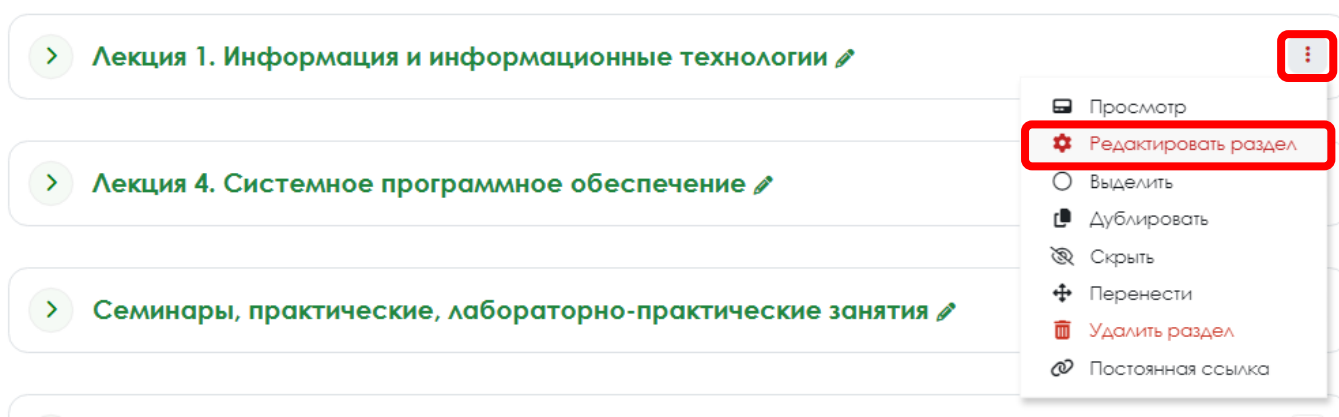 Лекция 1. Информация и информационные технологии
Просмотр
Редактировать раздел
Лекция 4. Системное программное обеспечение
Выделить
Дублировать
Скрыть
Перенести
Семинары, практические, лабораторно-практические занятия
Удалить раздел
Постоянная ссылка